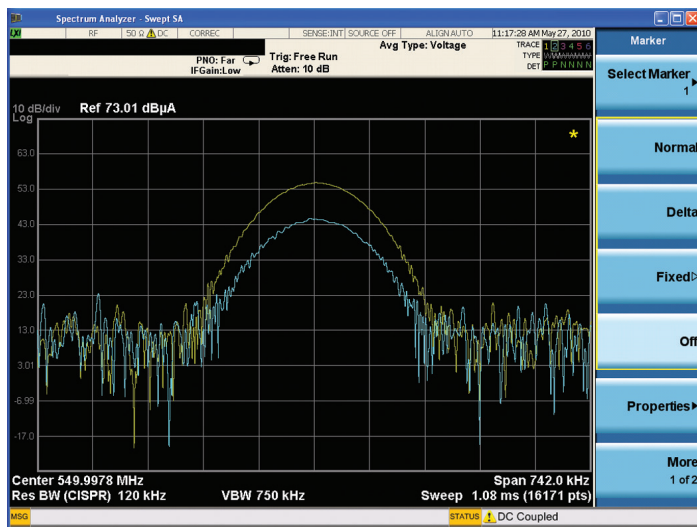 Spectrum Analyzer - Swept SA
LXI RF 50 Ω DC CORREC SENSE:INT SOURCE OFF ALIGN AUTO 11:17:28 AM May 27, 2010
Avg Type: Voltage
TRACE 1 2 3 4 5 6
PNO: Far Trig: Free Run
TYPE
IFGain:Low Atten: 10 dB
DET P P N N N N
10 dB/div Ref 73.01 dBµA
Log
*
63.0
53.0
43.0
33.0
23.0
13.0
3.01
-6.99
-17.0
Center 549.9978 MHz Span 742.0 kHz
Res BW (CISPR) 120 kHz VBW 750 kHz Sweep 1.08 ms (16171 pts)
MSG STATUS DC Coupled
Marker
Select Marker
1
Normal
Delta
Fixed
Off
Properties
More
1 of 2